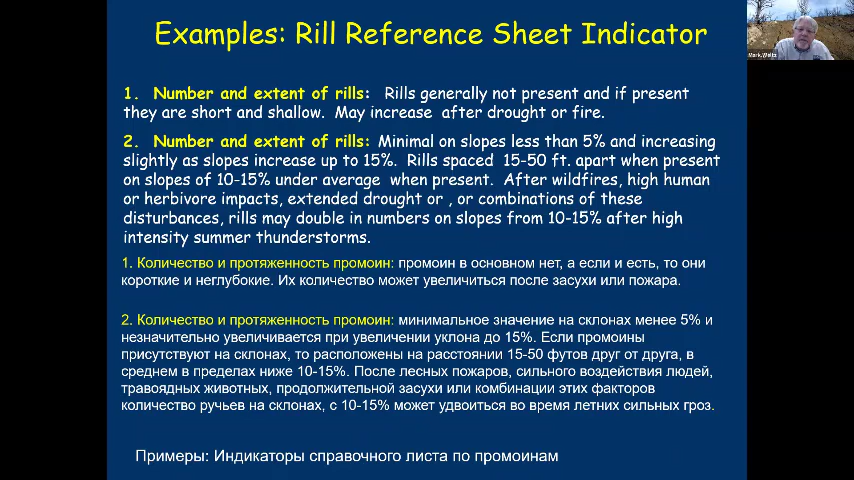 Examples: Rill Reference Sheet Indicator
Mark.Weltz
1. Number and extent of rills: Rills generally not present and if present
they are short and shallow. May increase after drought or fire.
2. Number and extent of rills: Minimal on slopes less than 5% and increasing
slightly as slopes increase up to 15%. Rills spaced 15-50 ft. apart when present
on slopes of 10-15% under average when present. After wildfires, high human
or herbivore impacts, extended drought or , or combinations of these
disturbances, rills may double in numbers on slopes from 10-15% after high
intensity summer thunderstorms.
1. Количество и протяженность промоин: промоин в основном нет, а если и есть, то они
короткие и неглубокие. Их количество может увеличиться после засухи или пожара.
2. Количество и протяженность промоин: минимальное значение на склонах менее 5% и
незначительно увеличивается при увеличении уклона до 15%. Если промоины
присутствуют на склонах, то расположены на расстоянии 15-50 футов друг от друга, в
среднем в пределах ниже 10-15%. После лесных пожаров, сильного воздействия людей,
травоядных животных, продолжительной засухи или комбинации этих факторов
количество ручьев на склонах, с 10-15% может удвоиться во время летних сильных гроз.
Примеры: Индикаторы справочного листа по промоинам